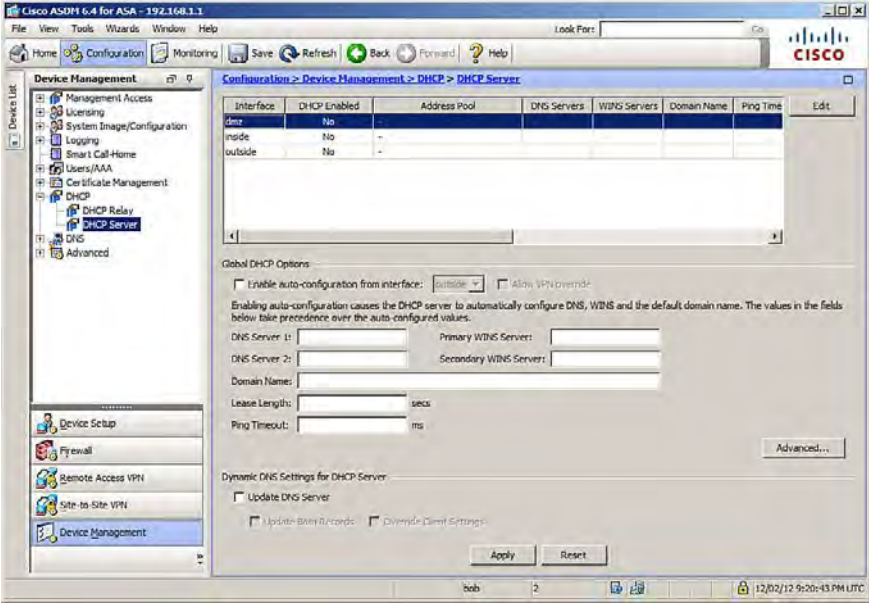 Cisco ASDM 6.4 for ASA - 192.168.1.1
File View Tools Wizards Window Help Look For: Go
Home Configuration Monitoring Save Refresh Back Forward Help
CISCO
Device List
Device Management
Management Access
Licensing
System Image/Configuration
Logging
Smart Call-Home
Users/AAA
Certificate Management
DHCP
DHCP Relay
DHCP Server
DNS
Advanced
Device Setup
Firewall
Remote Access VPN
Site-to-Site VPN
Device Management
Configuration > Device Management > DHCP > DHCP Server
Interface DHCP Enabled Address Pool DNS Servers WINS Servers Domain Name Ping Time
dmz No -
inside No -
outside No -
Edit
Global DHCP Options
Enable auto-configuration from interface: outside Allow VPN override
Enabling auto-configuration causes the DHCP server to automatically configure DNS, WINS and the default domain name. The values in the fields
below take precedence over the auto-configured values.
DNS Server 1: Primary WINS Server:
DNS Server 2: Secondary WINS Server:
Domain Name:
Lease Length: secs
Ping Timeout: ms
Advanced...
Dynamic DNS Settings for DHCP Server
Update DNS Server
Update Both Records Override Client Settings
Apply Reset
bob 2 12/02/12 9:20:43 PM UTC